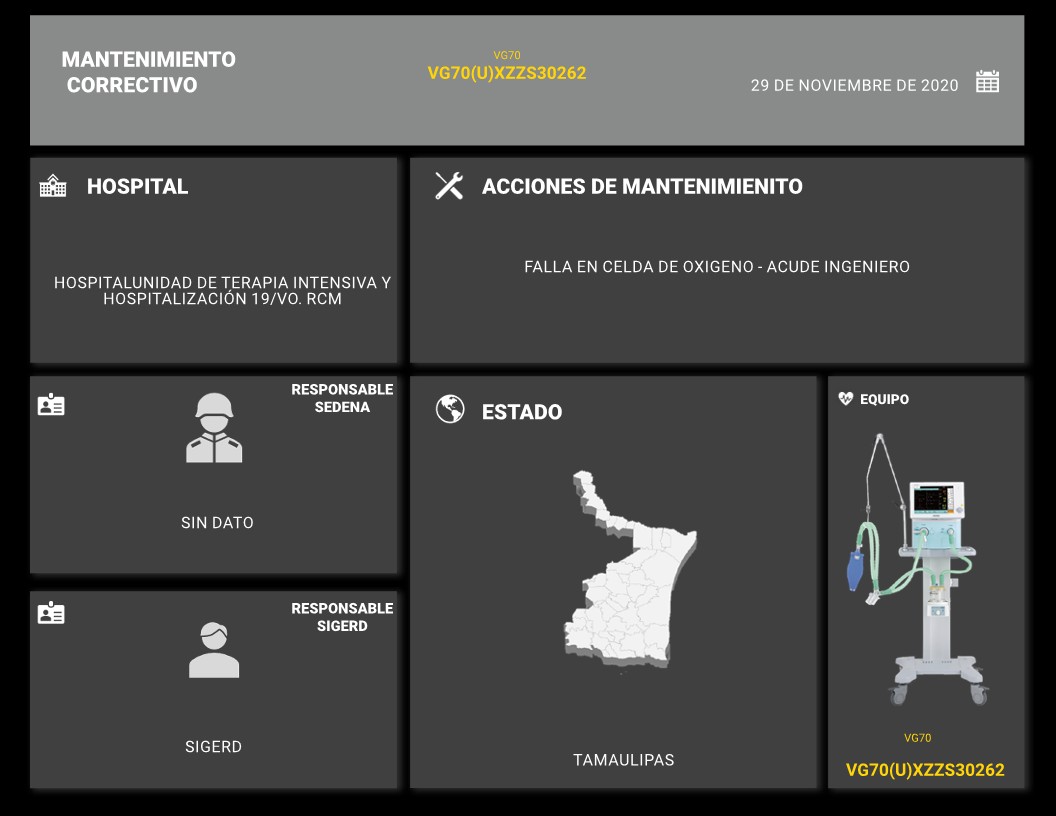 MANTENIMIENTO
CORRECTIVO
VG70
VG70(U)XZZS30262
29 DE NOVIEMBRE DE 2020
HOSPITAL
HOSPITALUNIDAD DE TERAPIA INTENSIVA Y
HOSPITALIZACIÓN 19/VO. RCM
ACCIONES DE MANTENIMIENITO
FALLA EN CELDA DE OXIGENO - ACUDE INGENIERO
RESPONSABLE
SEDENA
SIN DATO
RESPONSABLE
SIGERD
SIGERD
ESTADO
TAMAULIPAS
EQUIPO
VG70
VG70(U)XZZS30262